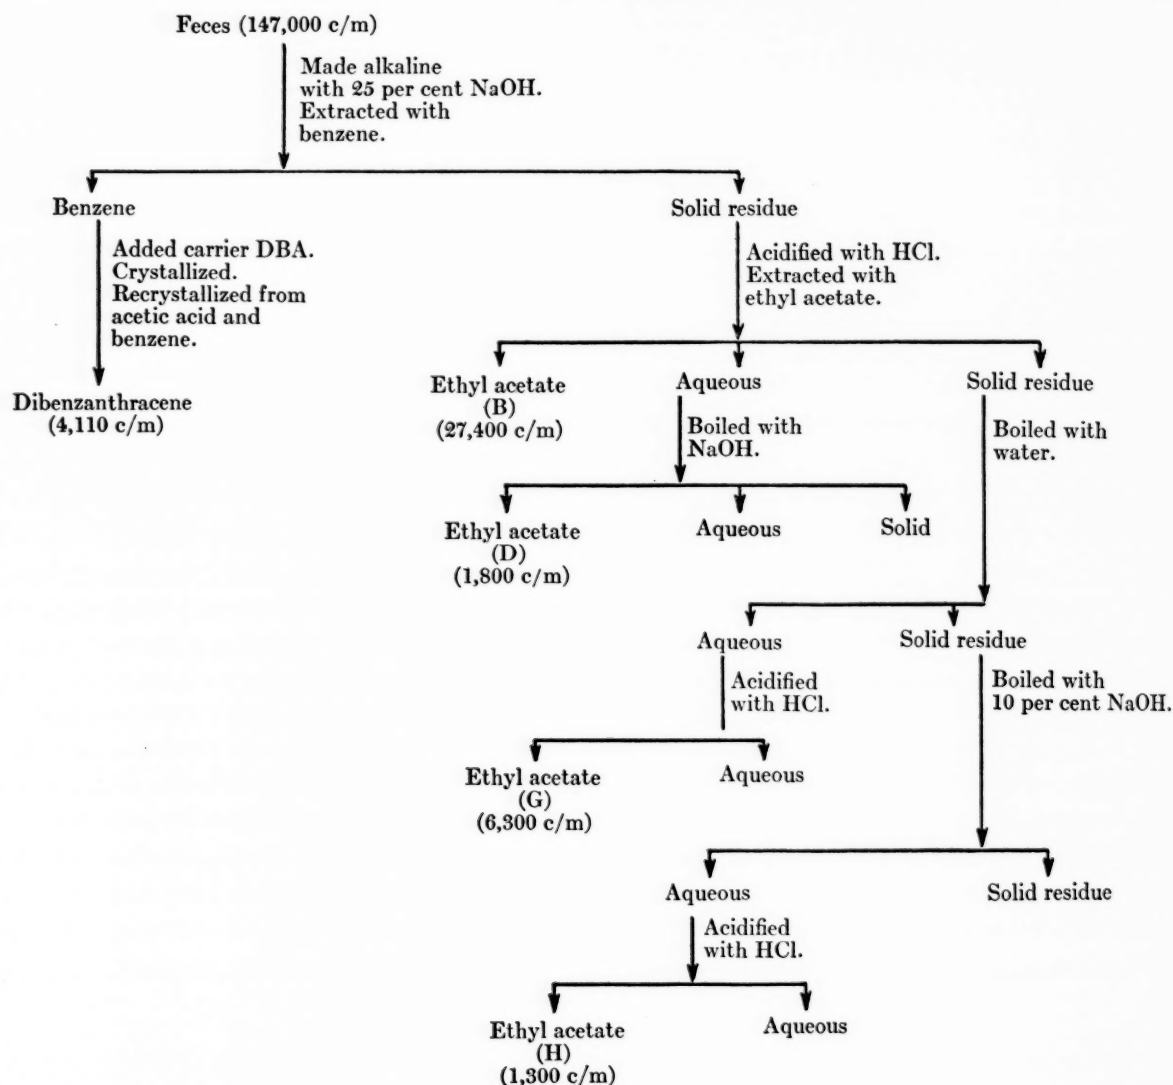 Feces (147,000 c/m)
Made alkaline
with 25 per cent NaOH.
Extracted with
benzene.
Benzene
Solid residue
Added carrier DBA.
Crystallized.
Recrystallized from
acetic acid and
benzene.
Acidified with HCl.
Extracted with
ethyl acetate.
Dibenzanthracene
(4,110 c/m)
Ethyl acetate
(B)
(27,400 c/m)
Aqueous
Solid residue
Boiled with
NaOH.
Boiled with
water.
Ethyl acetate
(D)
(1,800 c/m)
Aqueous
Solid
Aqueous
Solid residue
Acidified
with HCl.
Boiled with
10 per cent NaOH.
Ethyl acetate
(G)
(6,300 c/m)
Aqueous
Aqueous
Solid residue
Acidified
with HCl.
Ethyl acetate
(H)
(1,300 c/m)
Aqueous